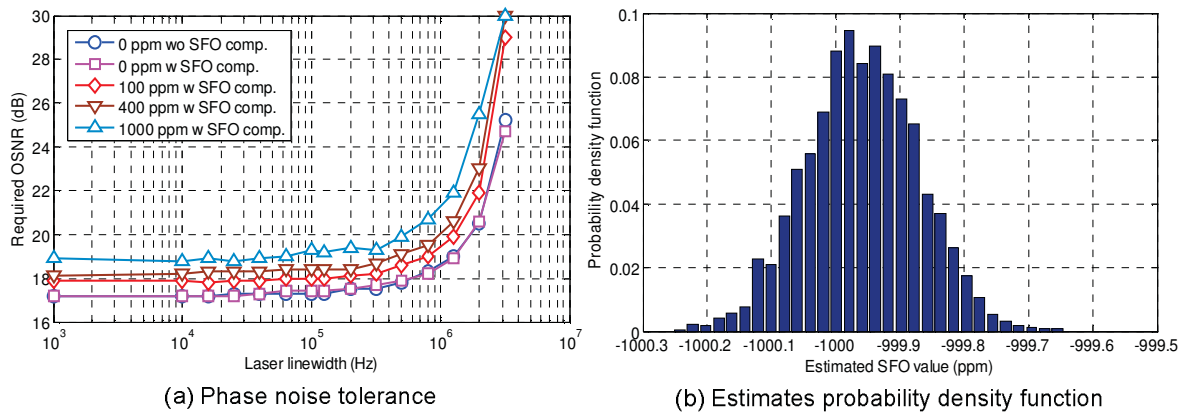 30
28
26
24
22
20
18
16
Required OSNR (dB)
0 ppm wo SFO comp.
0 ppm w SFO comp.
100 ppm w SFO comp.
400 ppm w SFO comp.
1000 ppm w SFO comp.
10^3
10^4
10^5
10^6
10^7
Laser linewidth (Hz)
(a) Phase noise tolerance
0.1
0.08
0.06
0.04
0.02
0
Probability density function
-1000.3
-1000.2
-1000.1
-1000
-999.9
-999.8
-999.7
-999.6
-999.5
Estimated SFO value (ppm)
(b) Estimates probability density function